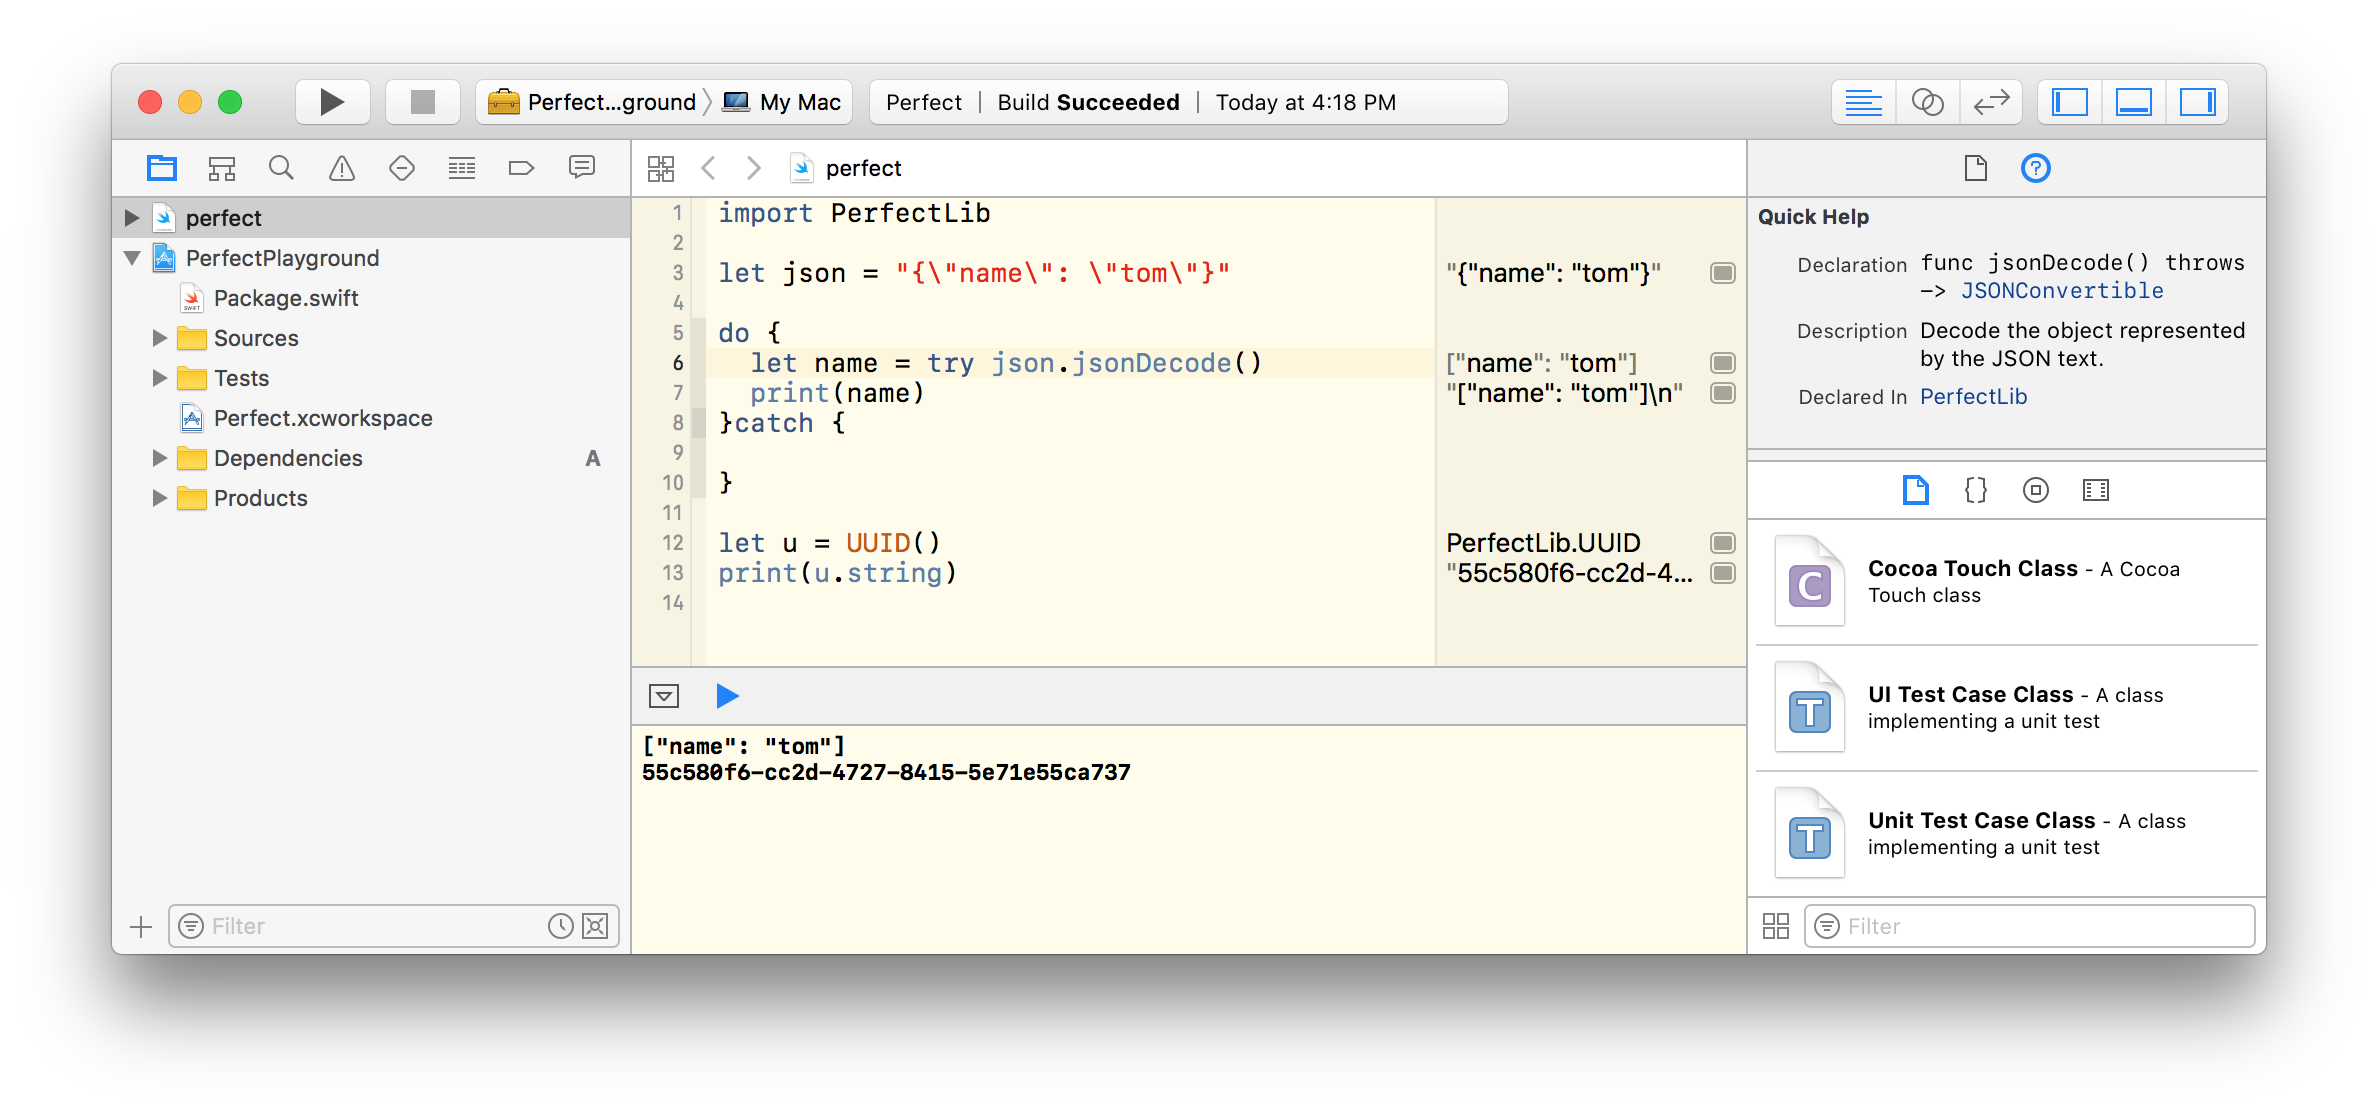 Perfect...ground
My Mac
Perfect | Build Succeeded | Today at 4:18 PM
perfect
PerfectPlayground
Package.swift
Sources
Tests
Perfect.xcworkspace
Dependencies A
Products
Filter
perfect
1 import PerfectLib
2
3 let json = "{\"name\": \"tom\"}"
4
5 do {
6 let name = try json.jsonDecode()
7 print(name)
8 }catch {
9
10 }
11
12 let u = UUID()
13 print(u.string)
14
"{"name": "tom"}"
["name": "tom"]
"["name": "tom"]\n"
PerfectLib.UUID
"55c580f6-cc2d-4...
["name": "tom"]
55c580f6-cc2d-4727-8415-5e71e55ca737
Quick Help
Declaration func jsonDecode() throws
-> JSONConvertible
Description Decode the object represented
by the JSON text.
Declared In PerfectLib
C
Cocoa Touch Class - A Cocoa
Touch class
T
UI Test Case Class - A class
implementing a unit test
T
Unit Test Case Class - A class
implementing a unit test
Filter